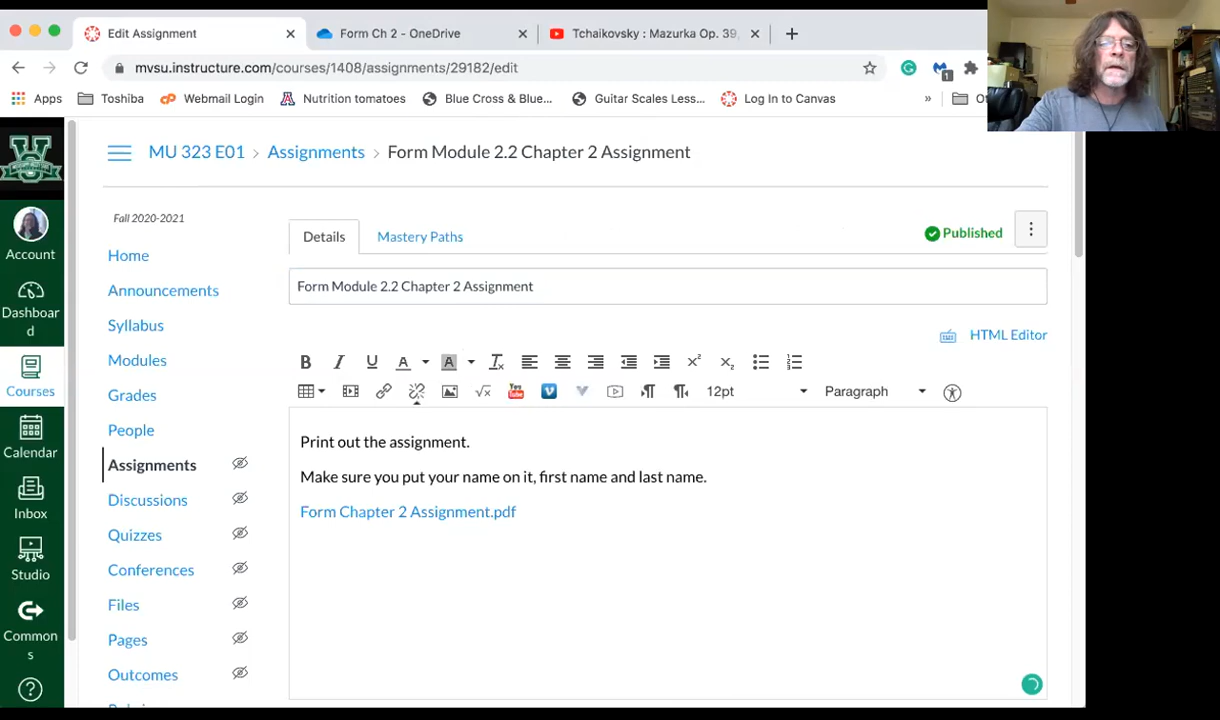 Edit Assignment
Form Ch 2 - OneDrive
Tchaikovsky : Mazurka Op. 39,
mvsu.instructure.com/courses/1408/assignments/29182/edit
1
Apps
Toshiba
Webmail Login
Nutrition tomatoes
Blue Cross & Blue...
Guitar Scales Less...
Log In to Canvas
»
MU 323 E01 > Assignments > Form Module 2.2 Chapter 2 Assignment
Fall 2020-2021
Home
Announcements
Syllabus
Modules
Grades
People
Assignments
Discussions
Quizzes
Conferences
Files
Pages
Outcomes
Account
Dashboar
d
Courses
Calendar
Inbox
Studio
Common
s
Details
Mastery Paths
Published
Form Module 2.2 Chapter 2 Assignment
HTML Editor
12pt
Paragraph
Print out the assignment.
Make sure you put your name on it, first name and last name.
Form Chapter 2 Assignment.pdf